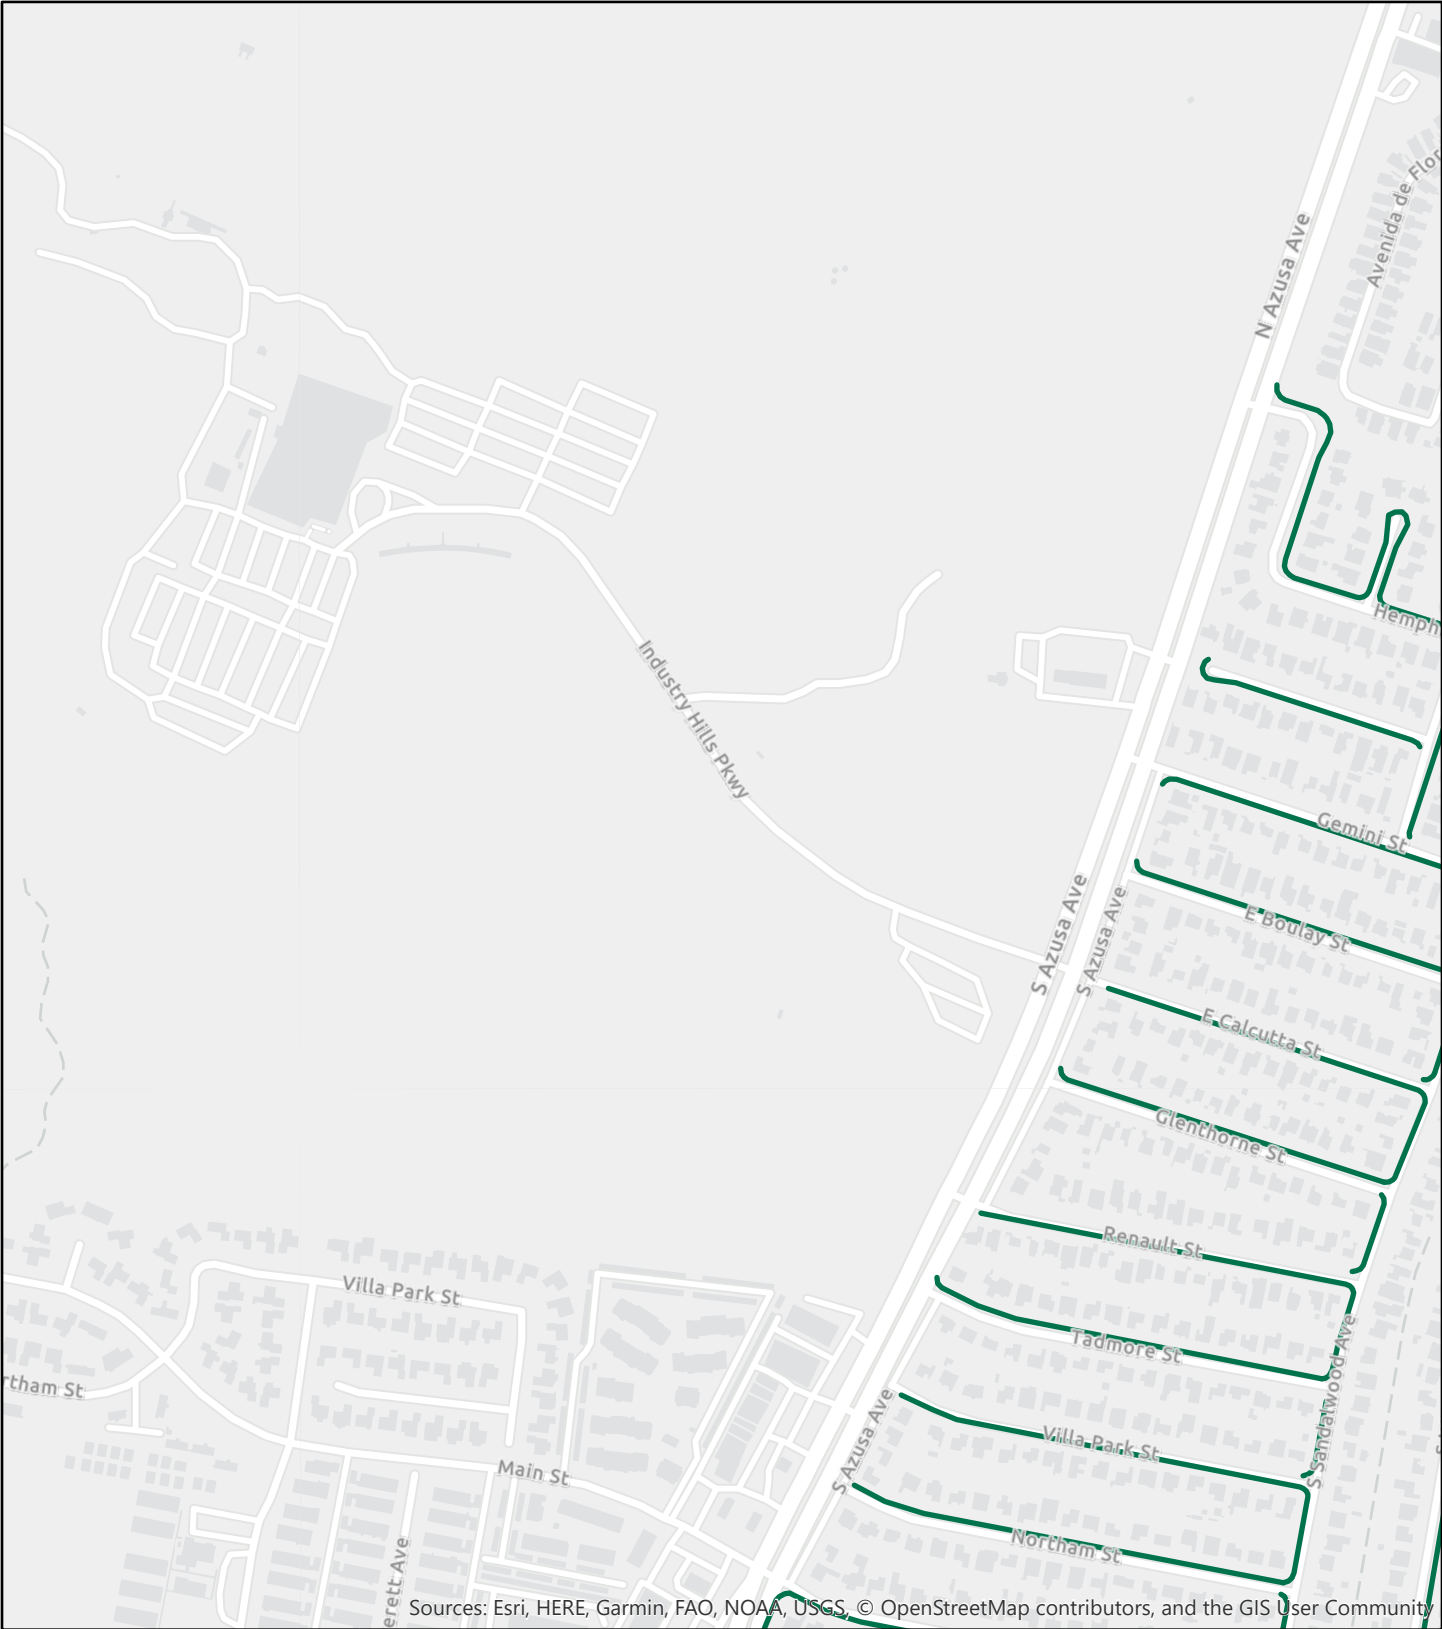 Avenida de Flor
N Azusa Ave
Hemph
Industry Hills Pkwy
Gemini St
S Azusa Ave
S Azusa Ave
E Boulay St
E Calcutta St
Glenthorne St
Renault St
Villa Park St
Tadmore St
S Sandalwood Ave
rtham St
S Azusa Ave
Villa Park St
Main St
Northam St
erett Ave
Sources: Esri, HERE, Garmin, FAO, NOAA, USGS, © OpenStreetMap contributors, and the GIS User Community